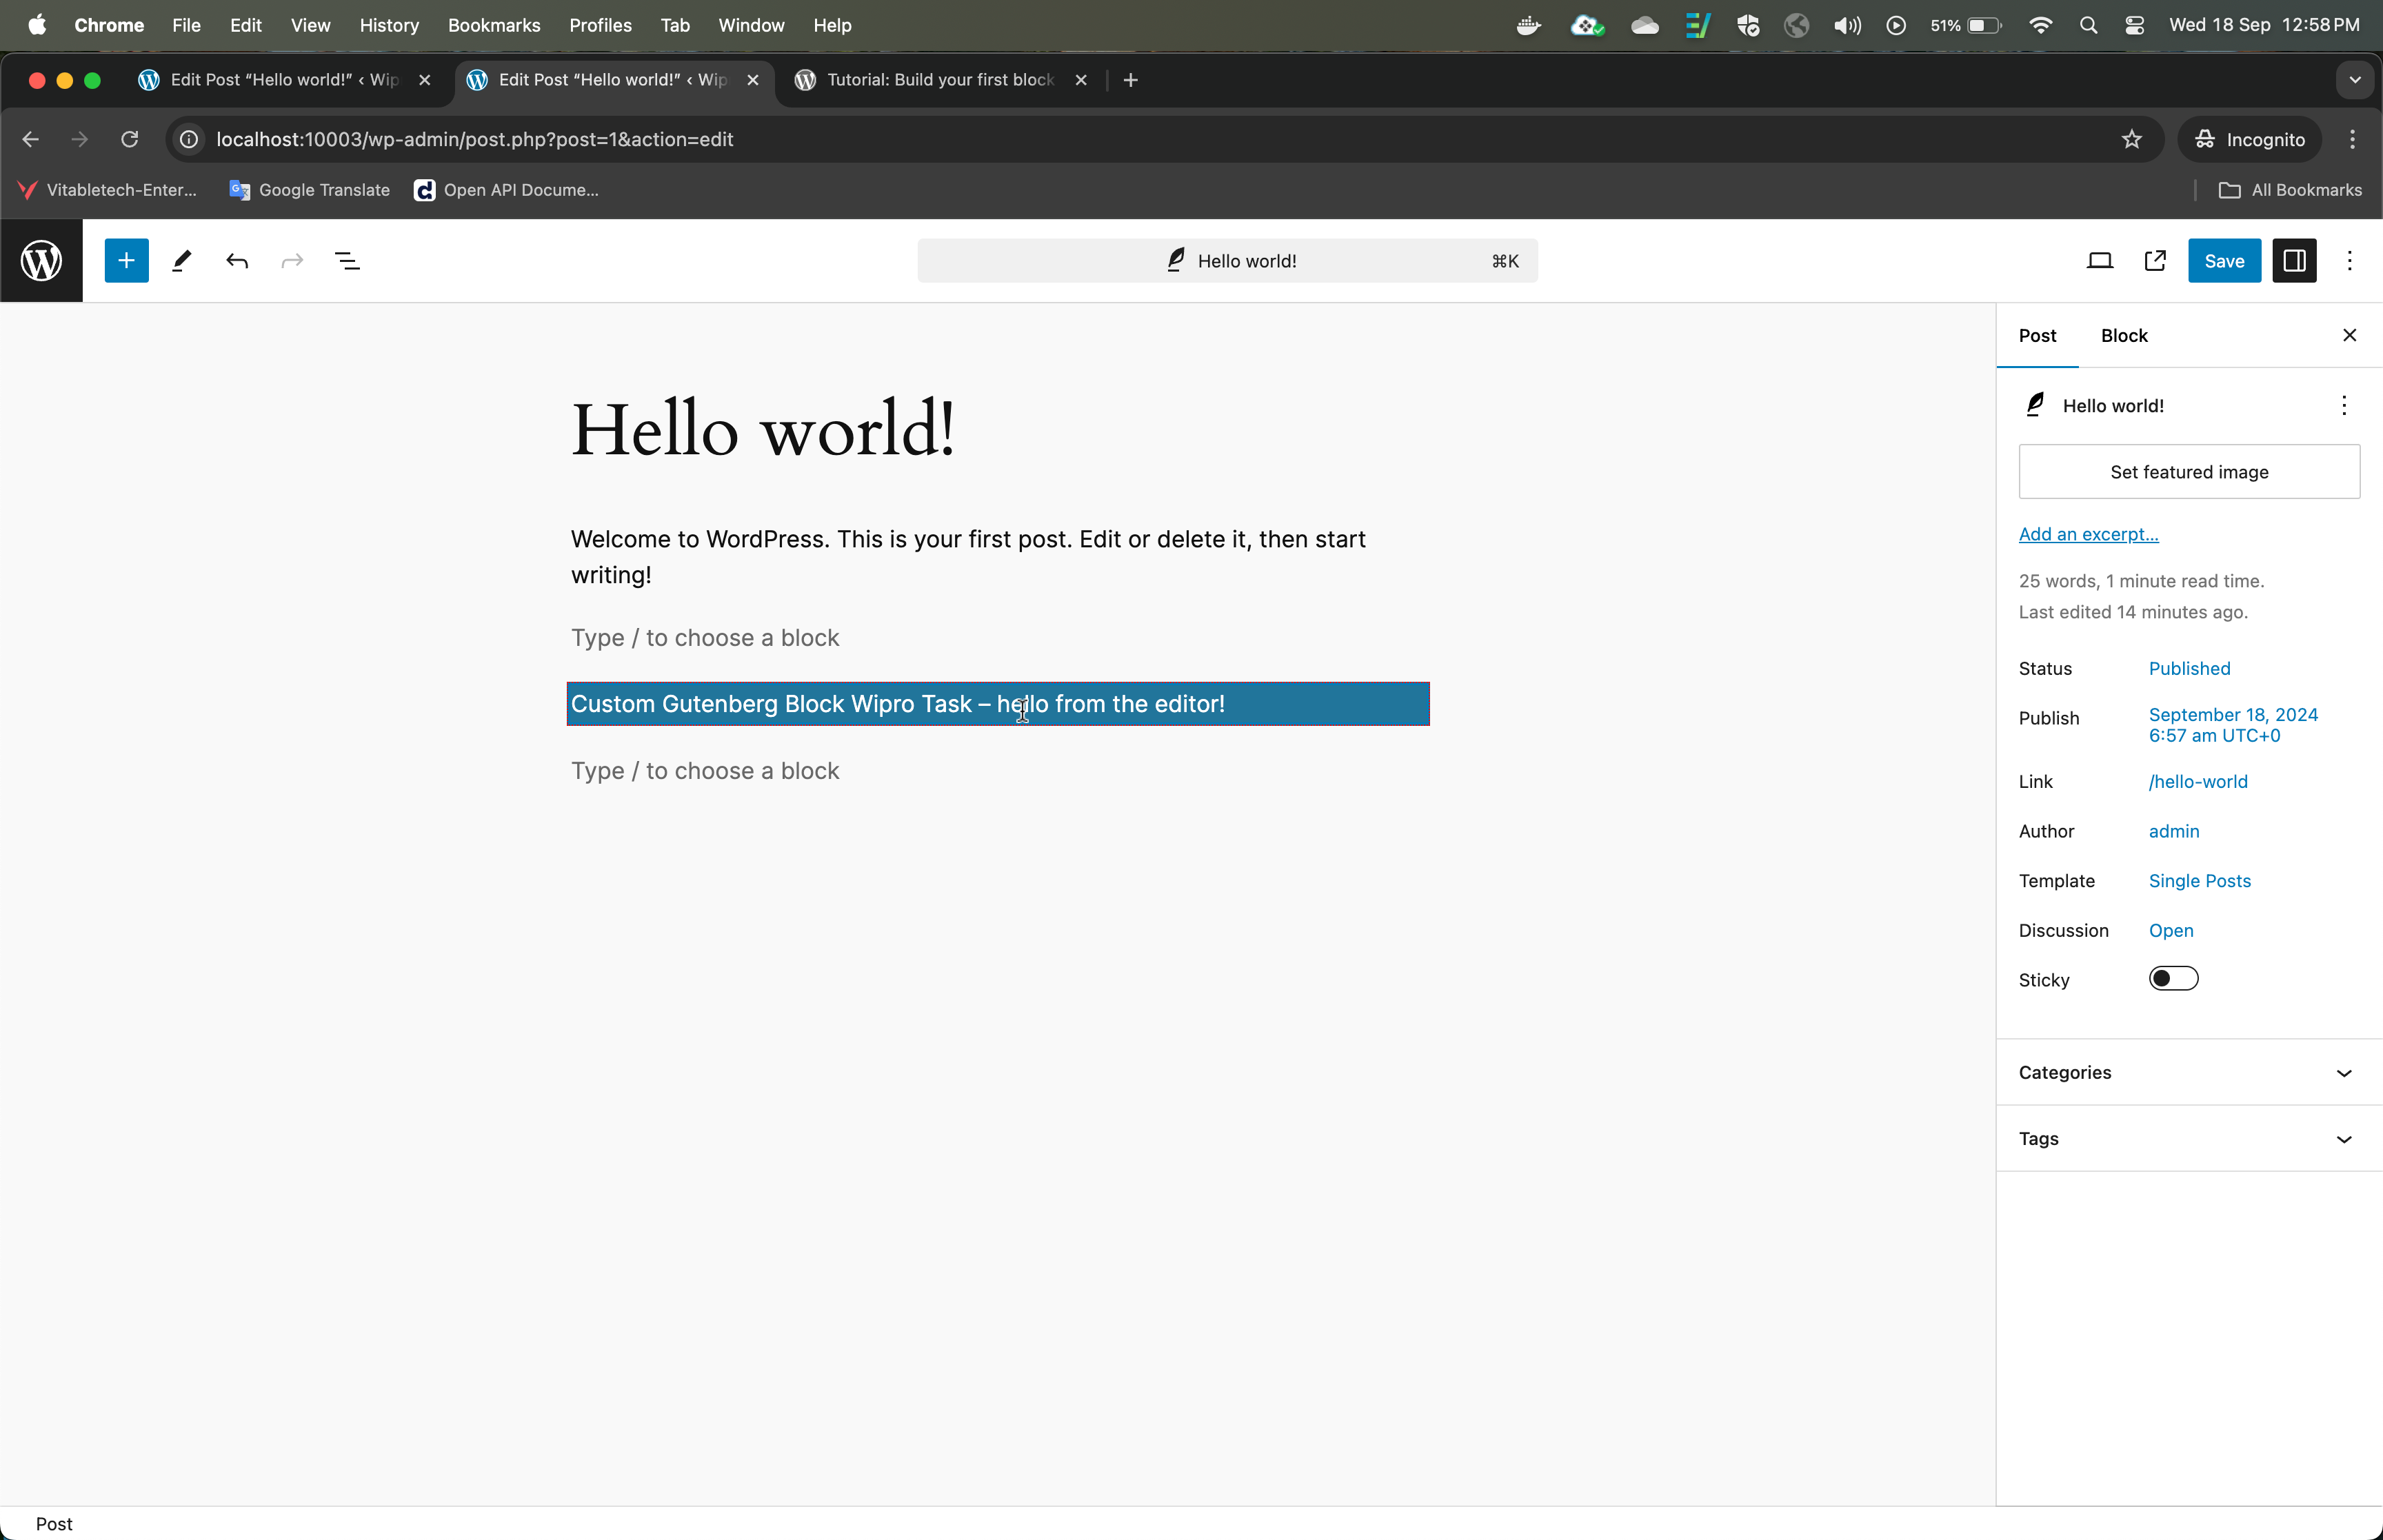 Chrome File Edit View History Bookmarks Profiles Tab Window Help 51% Wed 18 Sep 12:58 PM
Edit Post “Hello world!” ‹ Wip Edit Post “Hello world!” ‹ Wip Tutorial: Build your first block
localhost:10003/wp-admin/post.php?post=1&action=edit Incognito
Vitabletech-Enter... Google Translate Open API Docume... All Bookmarks
Hello world! ⌘K Save
Post Block
Hello world!
Set featured image
Add an excerpt…
25 words, 1 minute read time.
Last edited 14 minutes ago.
Status Published
Publish September 18, 2024
6:57 am UTC+0
Link /hello-world
Author admin
Template Single Posts
Discussion Open
Sticky
Categories
Tags
Hello world!
Welcome to WordPress. This is your first post. Edit or delete it, then start
writing!
Type / to choose a block
Custom Gutenberg Block Wipro Task – hello from the editor!
Type / to choose a block
Post